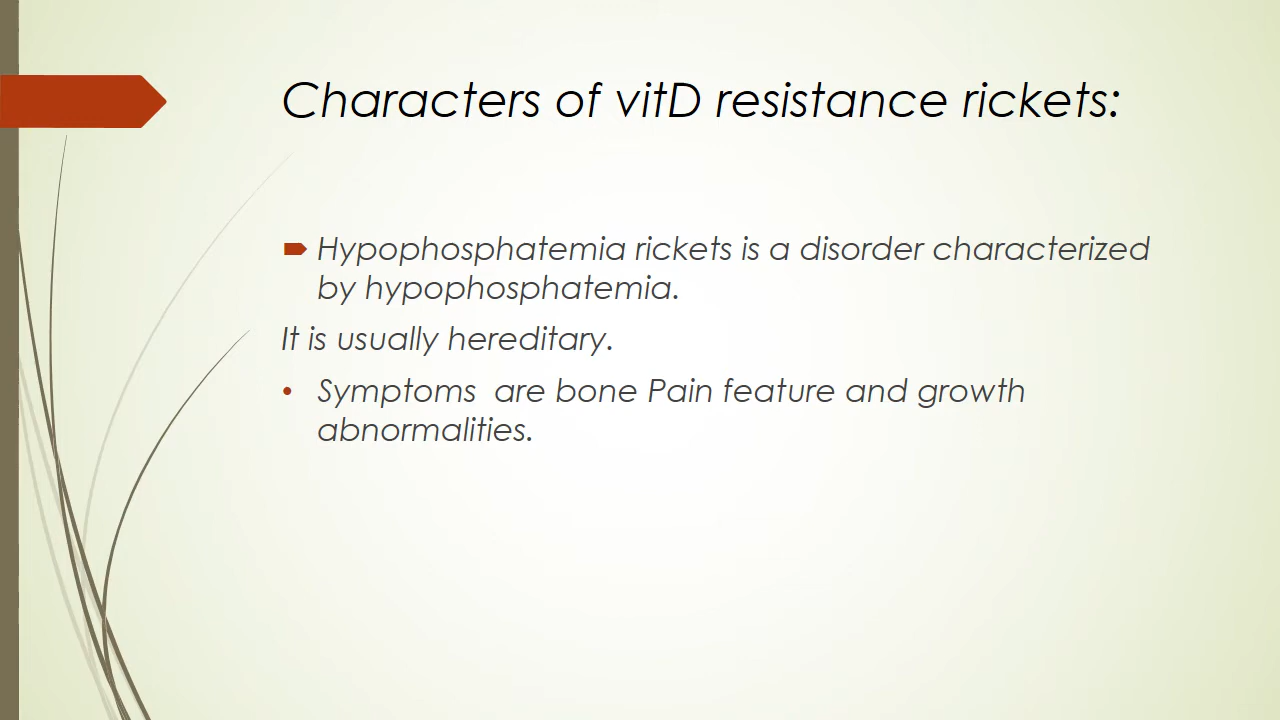 Characters of vitD resistance rickets:
Hypophosphatemia rickets is a disorder characterized
by hypophosphatemia.
It is usually hereditary.
• Symptoms  are bone Pain feature and growth
abnormalities.